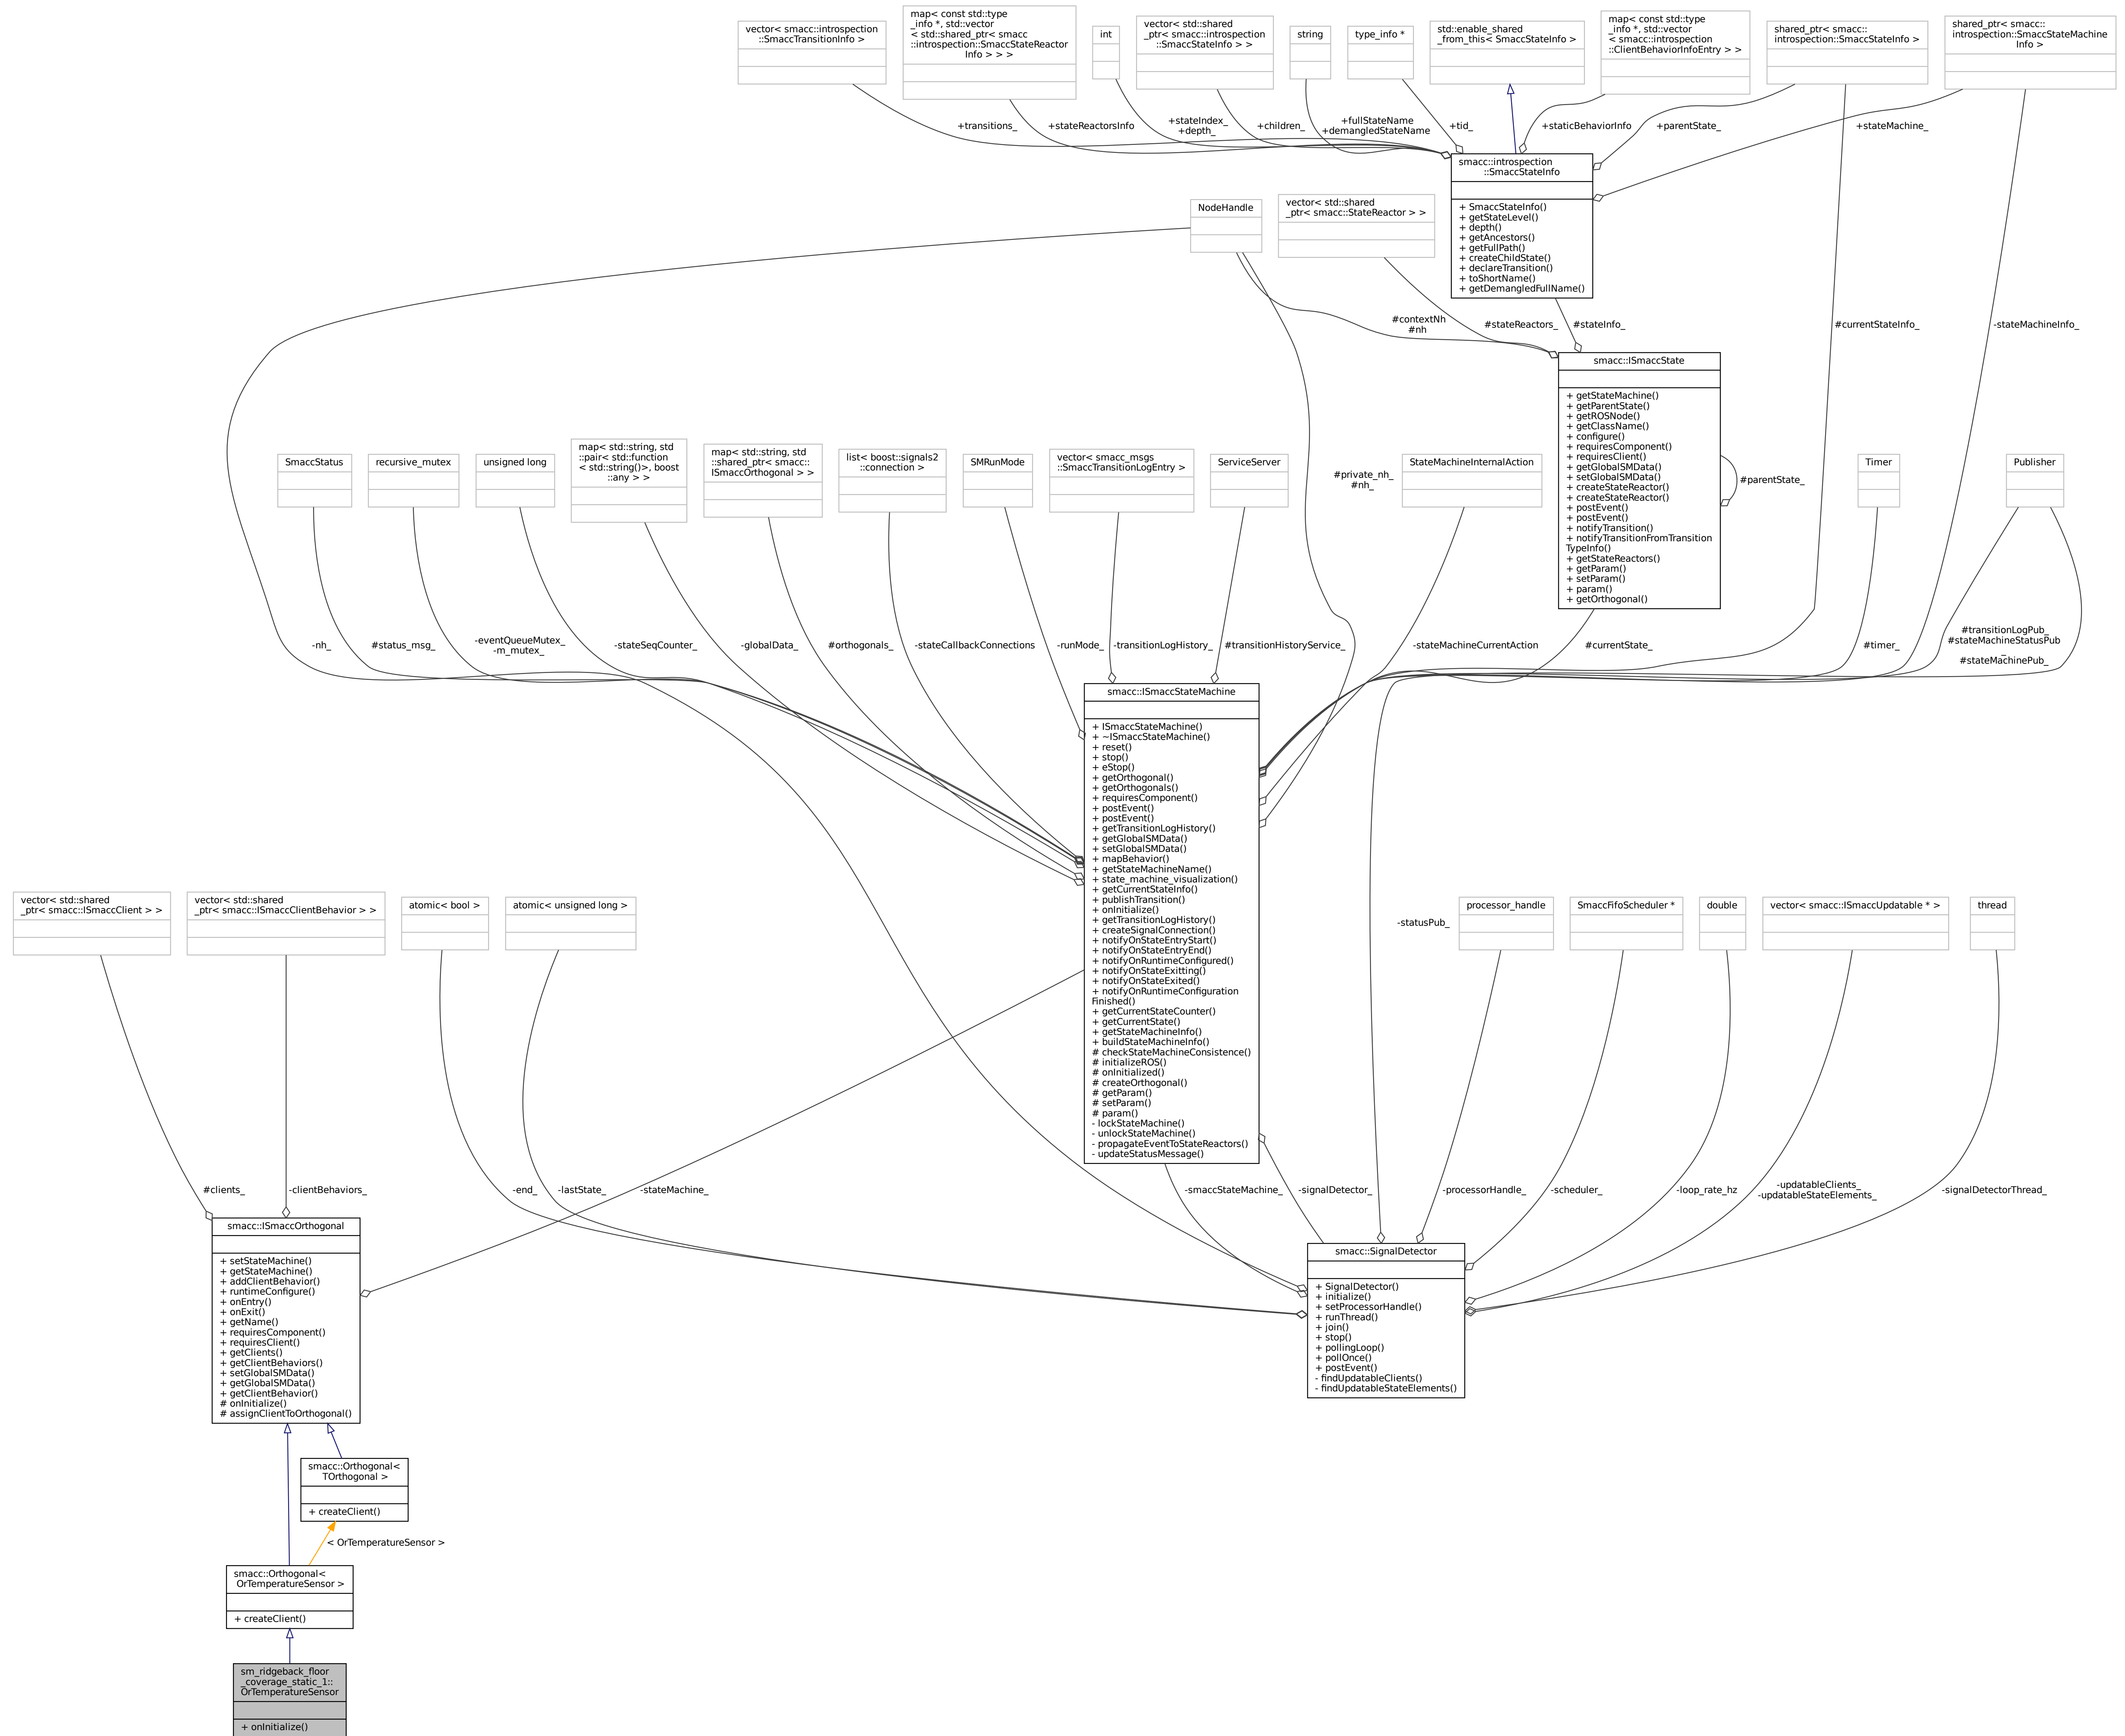 vector< smacc::introspection
::SmaccTransitionInfo >
map< const std::type
_info *, std::vector
< std::shared_ptr< smacc
::introspection::SmaccStateReactor
Info > > >
int
vector< std::shared
_ptr< smacc::introspection
::SmaccStateInfo > >
string
type_info *
std::enable_shared
_from_this< SmaccStateInfo >
map< const std::type
_info *, std::vector
< smacc::introspection
::ClientBehaviorInfoEntry > >
shared_ptr< smacc::
introspection::SmaccStateInfo >
shared_ptr< smacc::
introspection::SmaccStateMachine
Info >
+transitions_
+stateReactorsInfo
+stateIndex_
+depth_
+children_
+fullStateName
+demangledStateName
+tid_
+staticBehaviorInfo
+parentState_
+stateMachine_
smacc::introspection
::SmaccStateInfo
+ SmaccStateInfo()
+ getStateLevel()
+ depth()
+ getAncestors()
+ getFullPath()
+ createChildState()
+ declareTransition()
+ toShortName()
+ getDemangledFullName()
NodeHandle
vector< std::shared
_ptr< smacc::StateReactor > >
#contextNh
#nh
#stateReactors_
#stateInfo_
#currentStateInfo_
-stateMachineInfo_
smacc::ISmaccState
+ getStateMachine()
+ getParentState()
+ getROSNode()
+ getClassName()
+ configure()
+ requiresComponent()
+ requiresClient()
+ getGlobalSMData()
+ setGlobalSMData()
+ createStateReactor()
+ createStateReactor()
+ postEvent()
+ postEvent()
+ notifyTransition()
+ notifyTransitionFromTransition
TypeInfo()
+ getStateReactors()
+ getParam()
+ setParam()
+ param()
+ getOrthogonal()
#parentState_
SmaccStatus
recursive_mutex
unsigned long
map< std::string, std
::pair< std::function
< std::string()>, boost
::any > >
map< std::string, std
::shared_ptr< smacc::
ISmaccOrthogonal > >
list< boost::signals2
::connection >
SMRunMode
vector< smacc_msgs
::SmaccTransitionLogEntry >
ServiceServer
#private_nh_
#nh_
StateMachineInternalAction
Timer
Publisher
-nh_
#status_msg_
-eventQueueMutex_
-m_mutex_
-stateSeqCounter_
-globalData_
#orthogonals_
-stateCallbackConnections
-runMode_
-transitionLogHistory_
#transitionHistoryService_
-stateMachineCurrentAction
#currentState_
#timer_
#transitionLogPub_
#stateMachineStatusPub
_
#stateMachinePub_
smacc::ISmaccStateMachine
+ ISmaccStateMachine()
+ ~ISmaccStateMachine()
+ reset()
+ stop()
+ eStop()
+ getOrthogonal()
+ getOrthogonals()
+ requiresComponent()
+ postEvent()
+ postEvent()
+ getTransitionLogHistory()
+ getGlobalSMData()
+ setGlobalSMData()
+ mapBehavior()
+ getStateMachineName()
+ state_machine_visualization()
+ getCurrentStateInfo()
+ publishTransition()
+ onInitialize()
+ getTransitionLogHistory()
+ createSignalConnection()
+ notifyOnStateEntryStart()
+ notifyOnStateEntryEnd()
+ notifyOnRuntimeConfigured()
+ notifyOnStateExitting()
+ notifyOnStateExited()
+ notifyOnRuntimeConfiguration
Finished()
+ getCurrentStateCounter()
+ getCurrentState()
+ getStateMachineInfo()
+ buildStateMachineInfo()
# checkStateMachineConsistence()
# initializeROS()
# onInitialized()
# createOrthogonal()
# getParam()
# setParam()
# param()
- lockStateMachine()
- unlockStateMachine()
- propagateEventToStateReactors()
- updateStatusMessage()
vector< std::shared
_ptr< smacc::ISmaccClient > >
vector< std::shared
_ptr< smacc::ISmaccClientBehavior > >
atomic< bool >
atomic< unsigned long >
-statusPub_
processor_handle
SmaccFifoScheduler *
double
vector< smacc::ISmaccUpdatable * >
thread
#clients_
-clientBehaviors_
-end_
-lastState_
-stateMachine_
-smaccStateMachine_
-signalDetector_
-processorHandle_
-scheduler_
-loop_rate_hz
-updatableClients_
-updatableStateElements_
-signalDetectorThread_
smacc::ISmaccOrthogonal
+ setStateMachine()
+ getStateMachine()
+ addClientBehavior()
+ runtimeConfigure()
+ onEntry()
+ onExit()
+ getName()
+ requiresComponent()
+ requiresClient()
+ getClients()
+ getClientBehaviors()
+ setGlobalSMData()
+ getGlobalSMData()
+ getClientBehavior()
# onInitialize()
# assignClientToOrthogonal()
smacc::SignalDetector
+ SignalDetector()
+ initialize()
+ setProcessorHandle()
+ runThread()
+ join()
+ stop()
+ pollingLoop()
+ pollOnce()
+ postEvent()
- findUpdatableClients()
- findUpdatableStateElements()
smacc::Orthogonal<
TOrthogonal >
+ createClient()
< OrTemperatureSensor >
smacc::Orthogonal<
OrTemperatureSensor >
+ createClient()
sm_ridgeback_floor
_coverage_static_1::
OrTemperatureSensor
+ onInitialize()